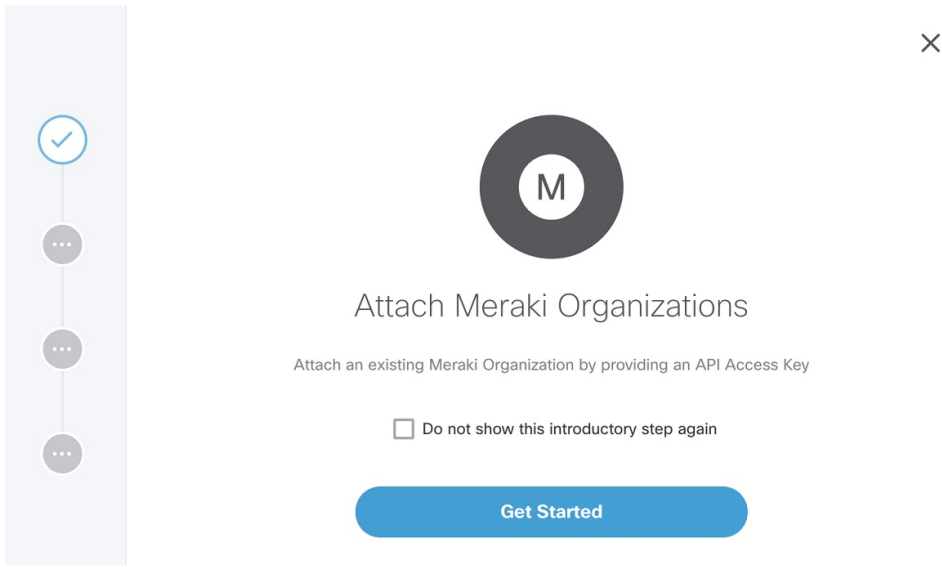 M
Attach Meraki Organizations
Attach an existing Meraki Organization by providing an API Access Key
Do not show this introductory step again
Get Started